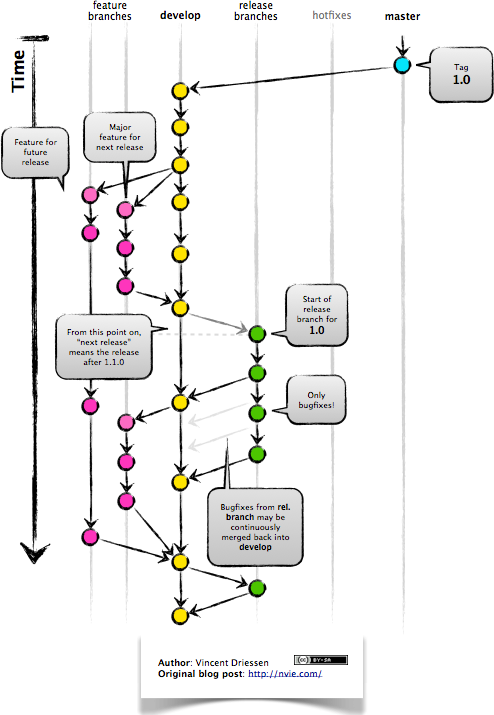 feature
branches
develop
release
branches
hotfixes
master
Time
Tag
1.0
Major
feature for
next release
Feature for
future
release
Start of
release
branch for
1.0
From this point on,
"next release"
means the release
after 1.1.0
Only
bugfixes!
Bugfixes from rel.
branch may be
continuously
merged back into
develop
Author: Vincent Driessen
Original blog post: http://nvie.com/
(cc) BY-SA